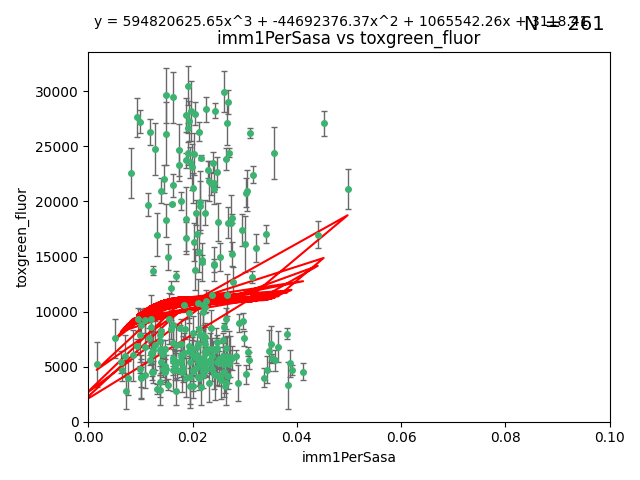 y = 594820625.65x^3 + -44692376.37x^2 + 1065542.26x + 3118.41
N = 261
imm1PerSasa vs toxgreen_fluor
toxgreen_fluor
30000
25000
20000
15000
10000
5000
0
0.00 0.02 0.04 0.06 0.08 0.10
imm1PerSasa